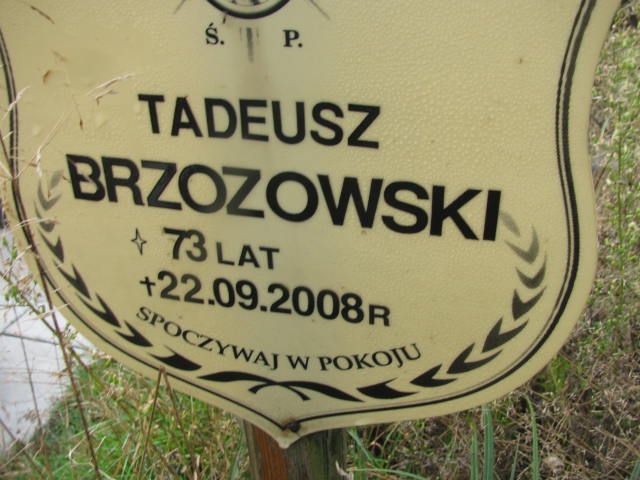 Ś. P.
TADEUSZ
BRZOZOWSKI
73 LAT
†22.09.2008R
SPOCZYWAJ W POKOJU